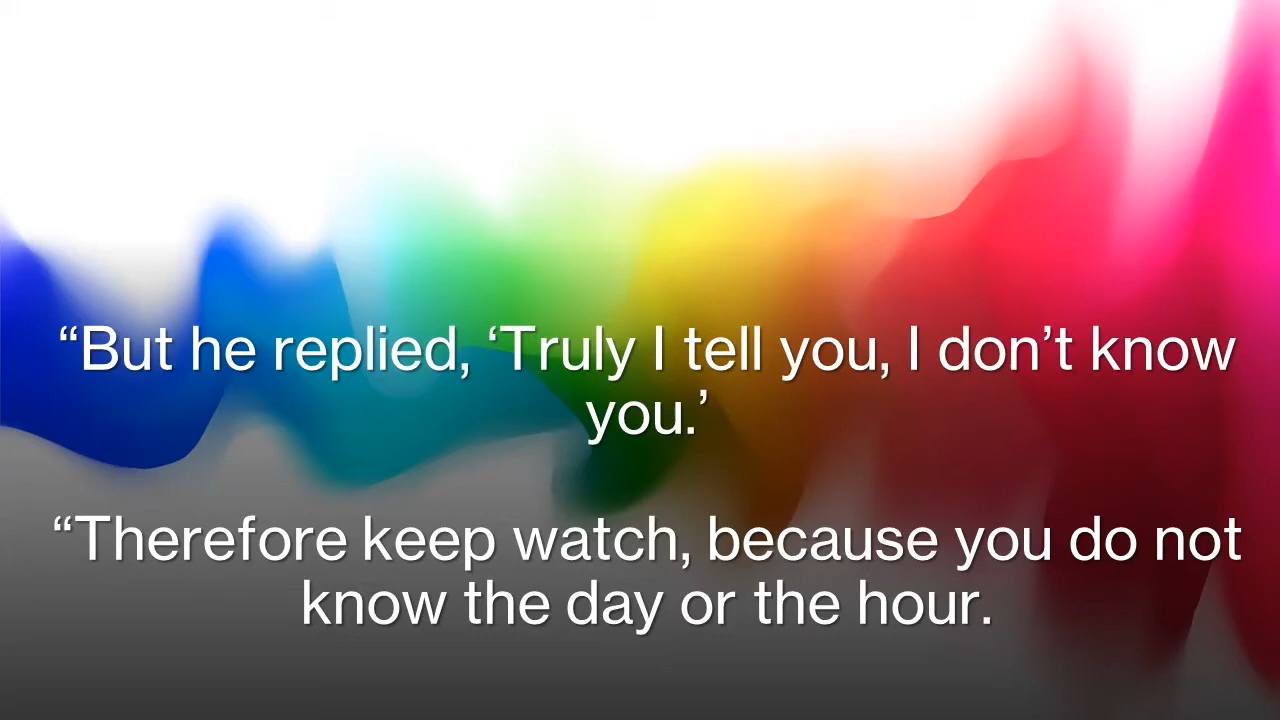 “But he replied, ‘Truly I tell you, I don’t know
you.’
“Therefore keep watch, because you do not
know the day or the hour.